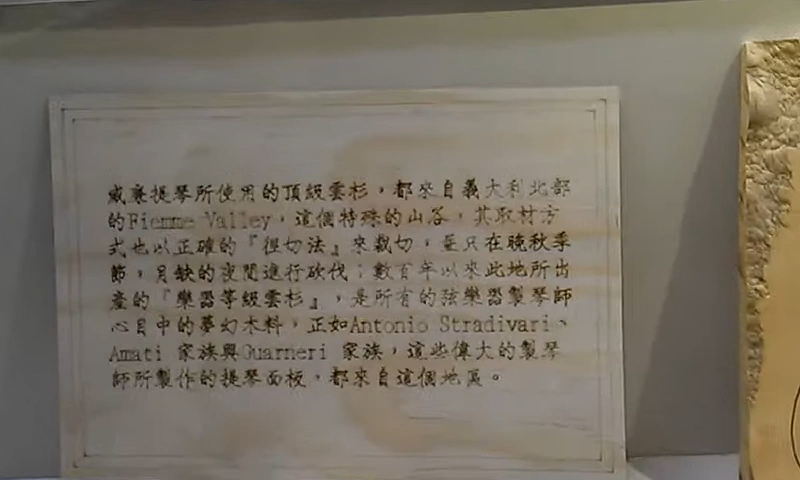 威廉提琴所使用的頂級雲杉，都來自義大利北部
的Fiemme Valley，這個特殊的山谷，其取材方
式也以正確的『徑切法』來裁切，並只在晚秋季
節，月缺的夜間進行砍伐；數百年以來此地所出
產的『樂器等級雲杉』，是所有的弦樂器製琴師
心目中的夢幻木料，正如Antonio Stradivari、
Amati 家族與Guarneri 家族，這些偉大的製琴
師所製作的提琴面板，都來自這個地區。